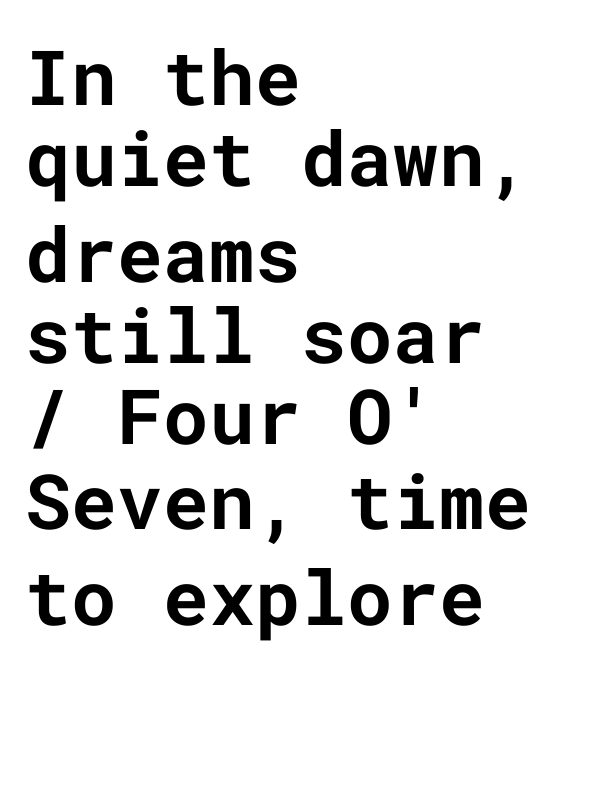 In the
quiet dawn,
dreams
still soar
/ Four O'
Seven, time
to explore